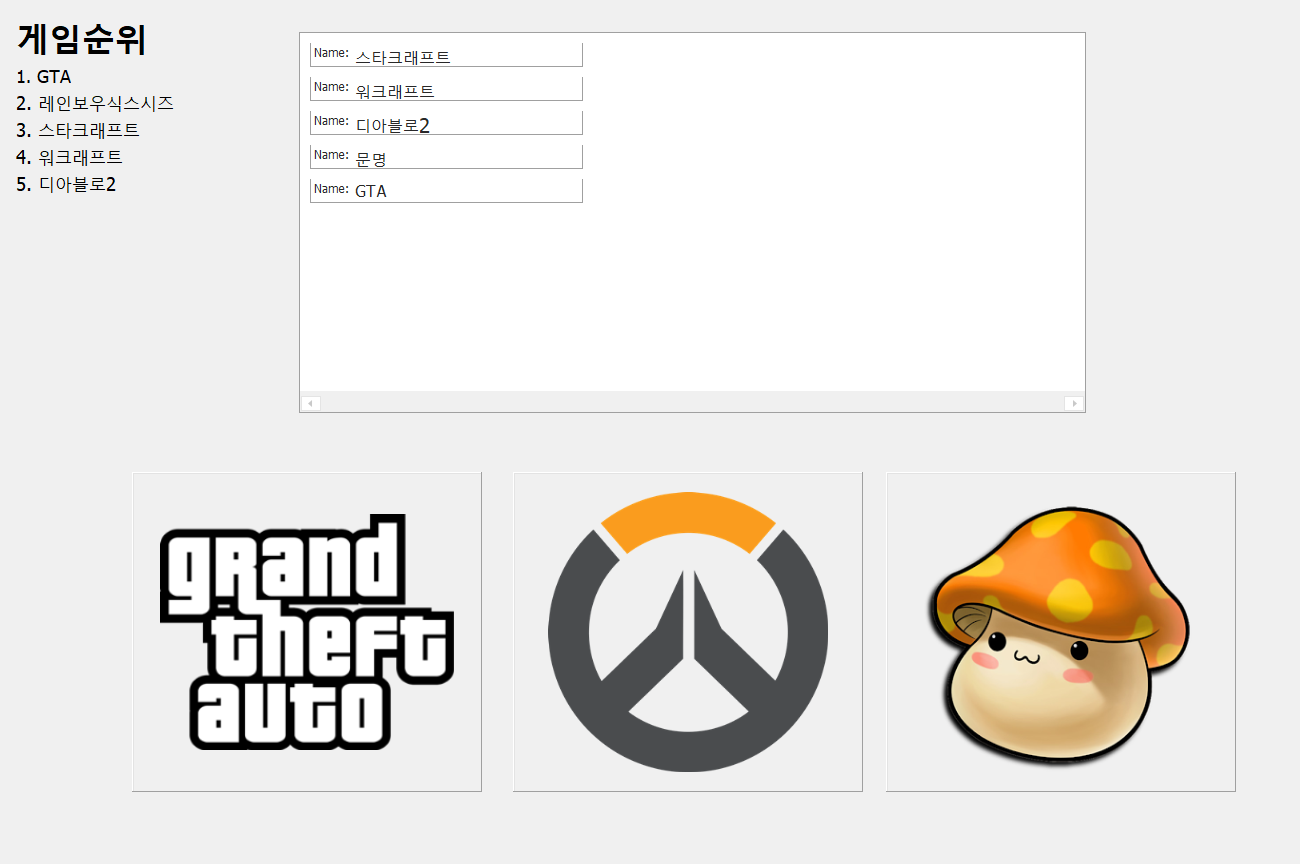 게임순위
1. GTA
2. 레인보우식스시즈
3. 스타크래프트
4. 워크래프트
5. 디아블로2
Name: 스타크래프트
Name: 워크래프트
Name: 디아블로2
Name: 문명
Name: GTA
grand
theft
auto